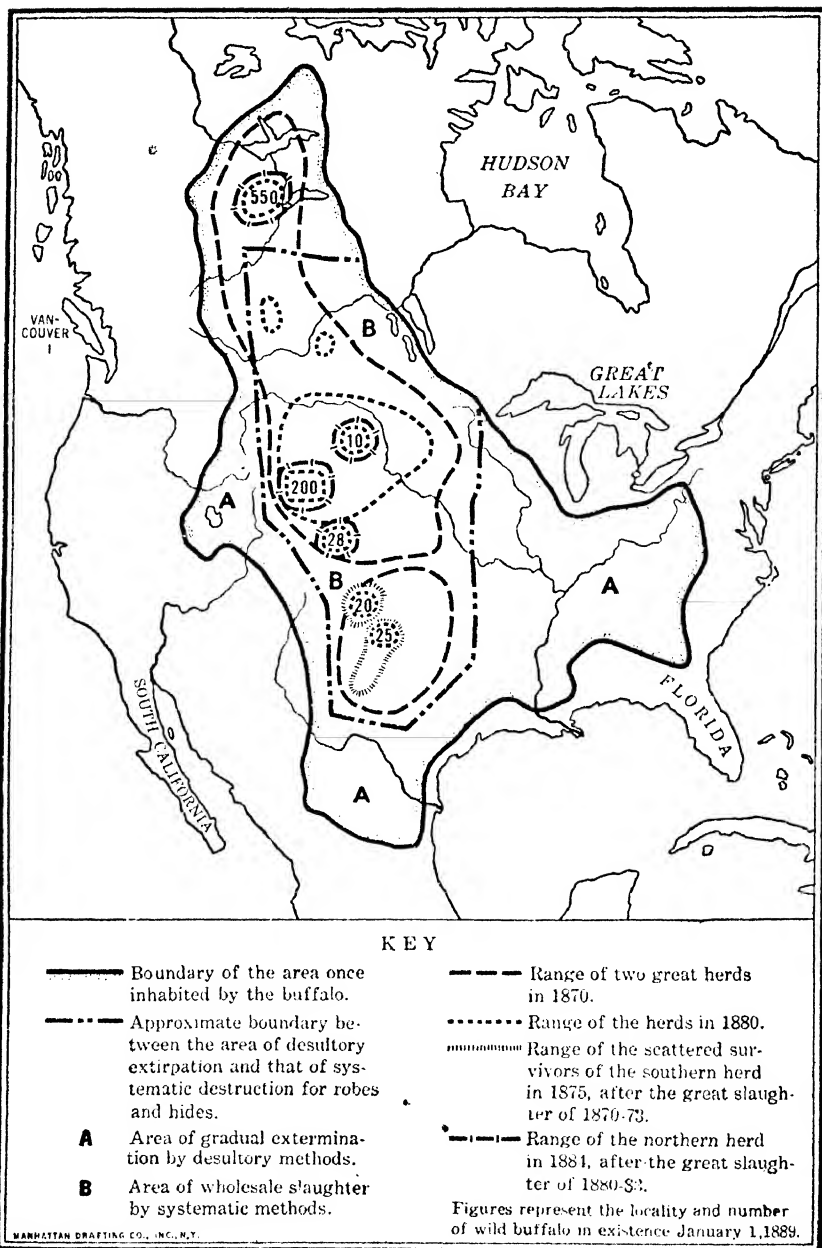 HUDSON
BAY
550
VAN-
COUVER
I
B
GREAT
LAKES
10
200
A
28
B
A
20
25
SOUTH CALIFORNIA
FLORIDA
A
KEY
Boundary of the area once
inhabited by the buffalo.
Approximate boundary be-
tween the area of desultory
extirpation and that of sys-
tematic destruction for robes
and hides.
A Area of gradual extermina-
tion by desultory methods.
B Area of wholesale slaughter
by systematic methods.
Range of two great herds
in 1870.
Range of the herds in 1880.
Range of the scattered sur-
vivors of the southern herd
in 1875, after the great slaugh-
ter of 1870-73.
Range of the northern herd
in 1884, after the great slaugh-
ter of
Figures represent the locality and number
of wild buffalo in existence January 1,1889.
MANHATTAN DRAFTING CO., INC., N.Y.